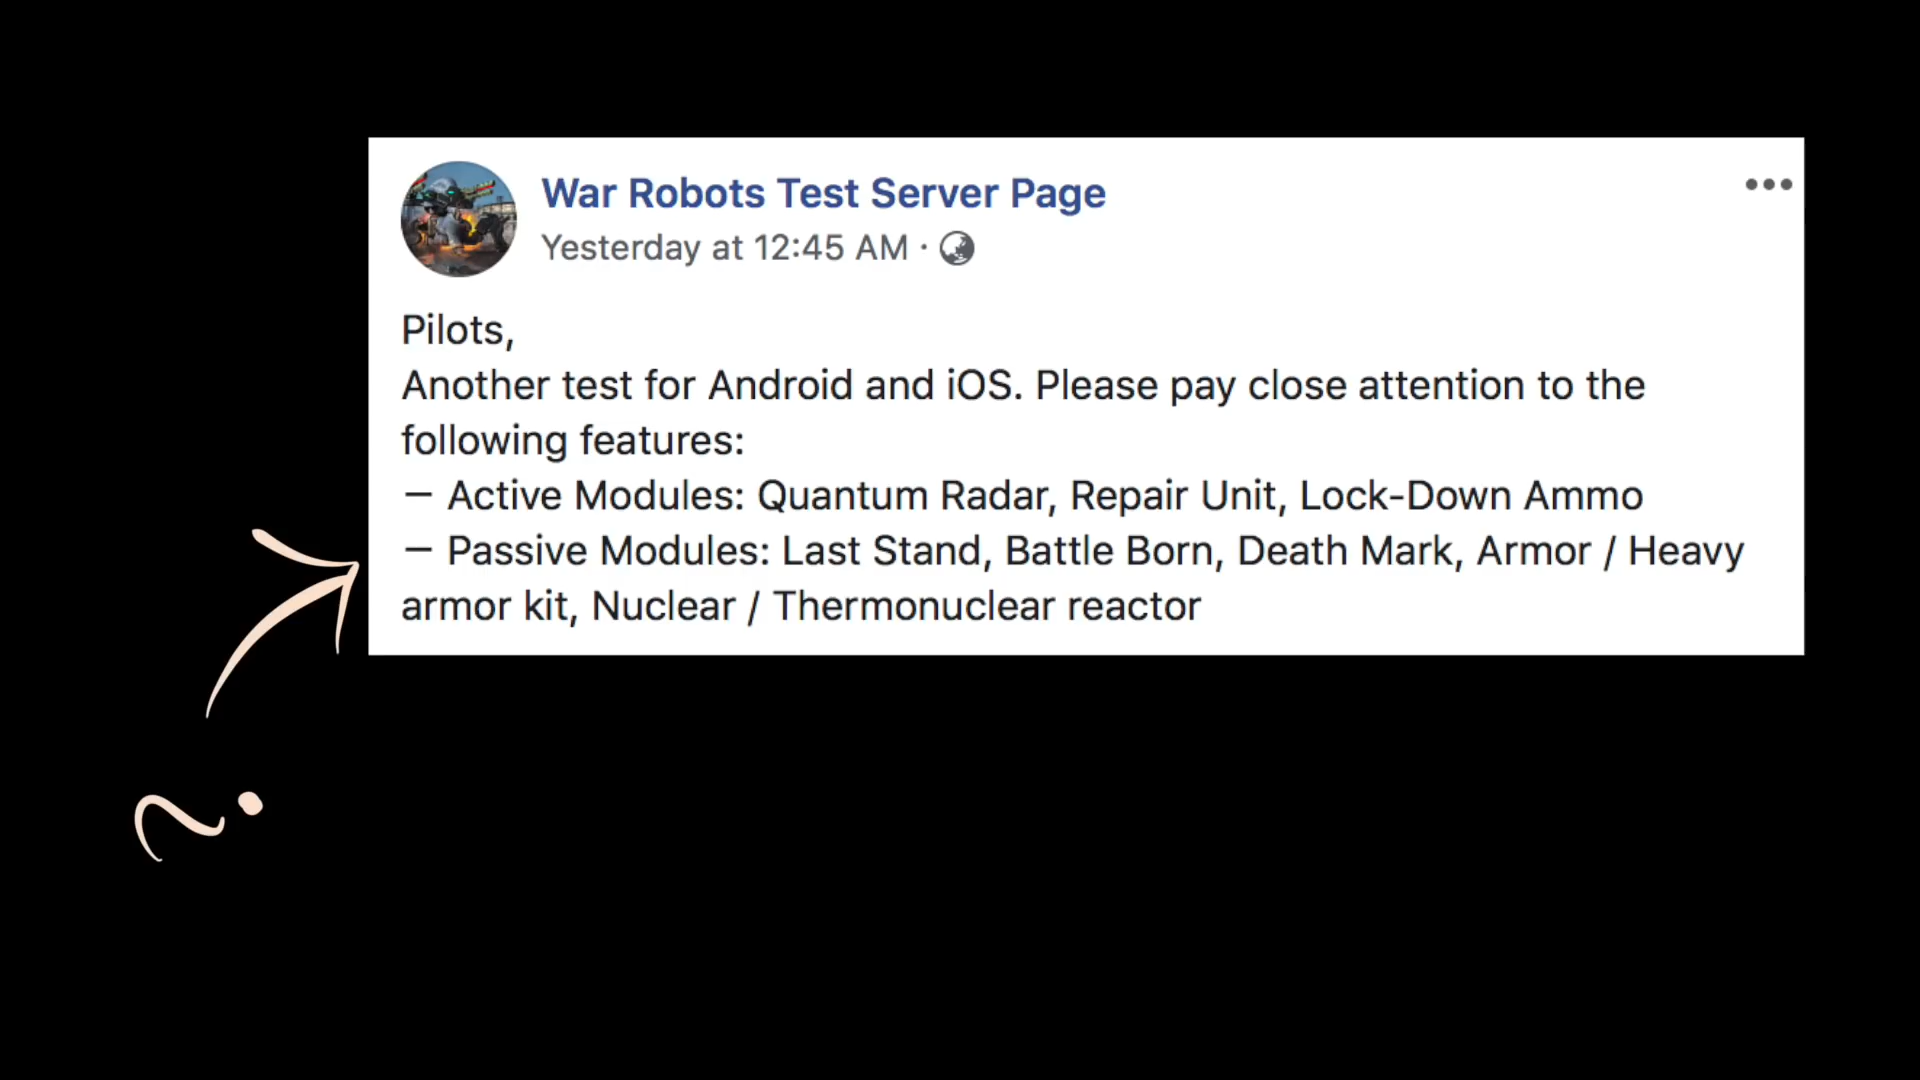 War Robots Test Server Page
Yesterday at 12:45 AM ·
Pilots,
Another test for Android and iOS. Please pay close attention to the
following features:
— Active Modules: Quantum Radar, Repair Unit, Lock-Down Ammo
— Passive Modules: Last Stand, Battle Born, Death Mark, Armor / Heavy
armor kit, Nuclear / Thermonuclear reactor
?